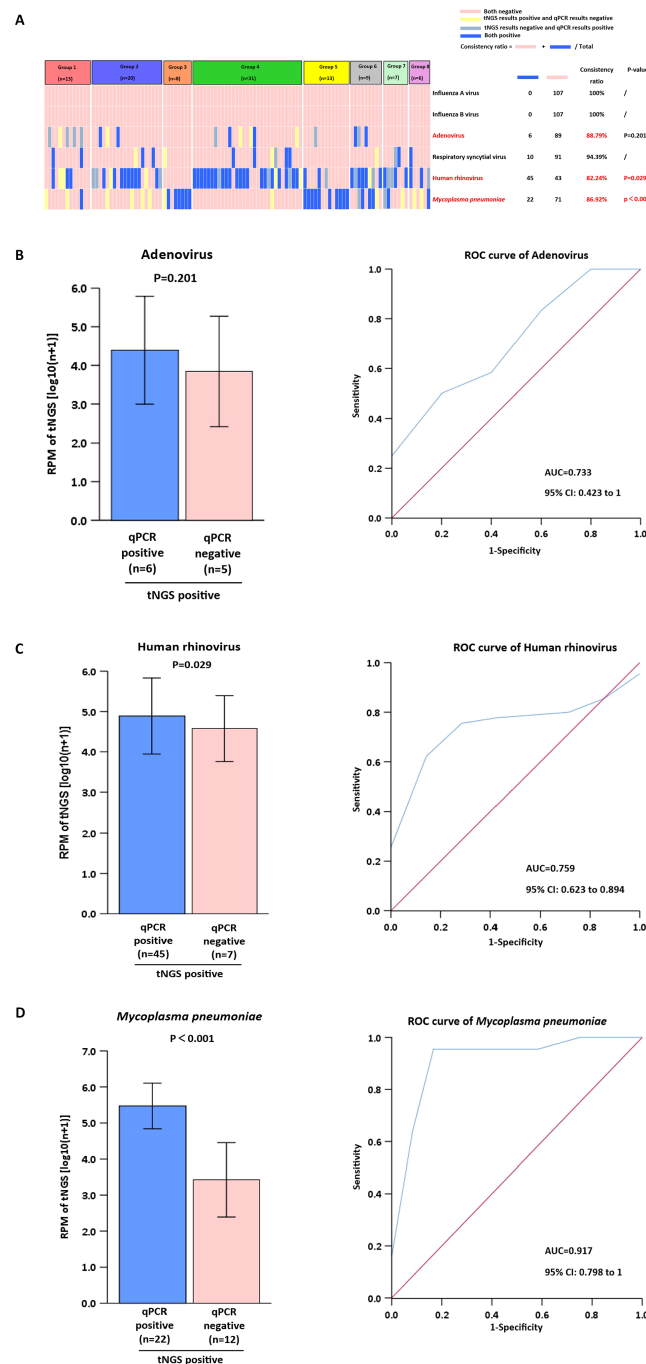 A
Both negative
tNGS results positive and qPCR results negative
tNGS results negative and qPCR results positive
Both positive
Consistency ratio = + / Total
Group 1 (n=13)
Group 2 (n=20)
Group 3 (n=8)
Group 4 (n=31)
Group 5 (n=13)
Group 6 (n=9)
Group 7 (n=7)
Group 8 (n=6)
Consistency ratio
P-value
Influenza A virus 0 107 100% /
Influenza B virus 0 107 100% /
Adenovirus 6 89 88.79% P=0.201
Respiratory syncytial virus 10 91 94.39% /
Human rhinovirus 45 43 82.24% P=0.029
Mycoplasma pneumoniae 22 71 86.92% p<0.00
B
Adenovirus
P=0.201
RPM of tNGS [log10(n+1)]
6.0
5.0
4.0
3.0
2.0
1.0
0.0
qPCR positive (n=6)
qPCR negative (n=5)
tNGS positive
ROC curve of Adenovirus
Sensitivity
1.0
0.8
0.6
0.4
0.2
0.0
AUC=0.733
95% CI: 0.423 to 1
0.0 0.2 0.4 0.6 0.8 1.0
1-Specificity
C
Human rhinovirus
P=0.029
RPM of tNGS [log10(n+1)]
6.0
5.0
4.0
3.0
2.0
1.0
0.0
qPCR positive (n=45)
qPCR negative (n=7)
tNGS positive
ROC curve of Human rhinovirus
Sensitivity
1.0
0.8
0.6
0.4
0.2
0.0
AUC=0.759
95% CI: 0.623 to 0.894
0.0 0.2 0.4 0.6 0.8 1.0
1-Specificity
D
Mycoplasma pneumoniae
P<0.001
RPM of tNGS [log10(n+1)]
7.0
6.0
5.0
4.0
3.0
2.0
1.0
0.0
qPCR positive (n=22)
qPCR negative (n=12)
tNGS positive
ROC curve of Mycoplasma pneumoniae
Sensitivity
1.0
0.8
0.6
0.4
0.2
0.0
AUC=0.917
95% CI: 0.798 to 1
0.0 0.2 0.4 0.6 0.8 1.0
1-Specificity